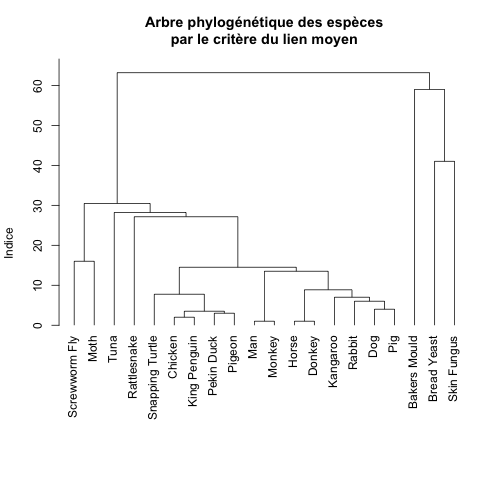 Arbre phylogénétique des espèces
par le critère du lien moyen
Indice
60
50
40
30
20
10
0
Screwworm Fly
Moth
Tuna
Rattlesnake
Snapping Turtle
Chicken
King Penguin
Pekin Duck
Pigeon
Man
Monkey
Horse
Donkey
Kangaroo
Rabbit
Dog
Pig
Bakers Mould
Bread Yeast
Skin Fungus